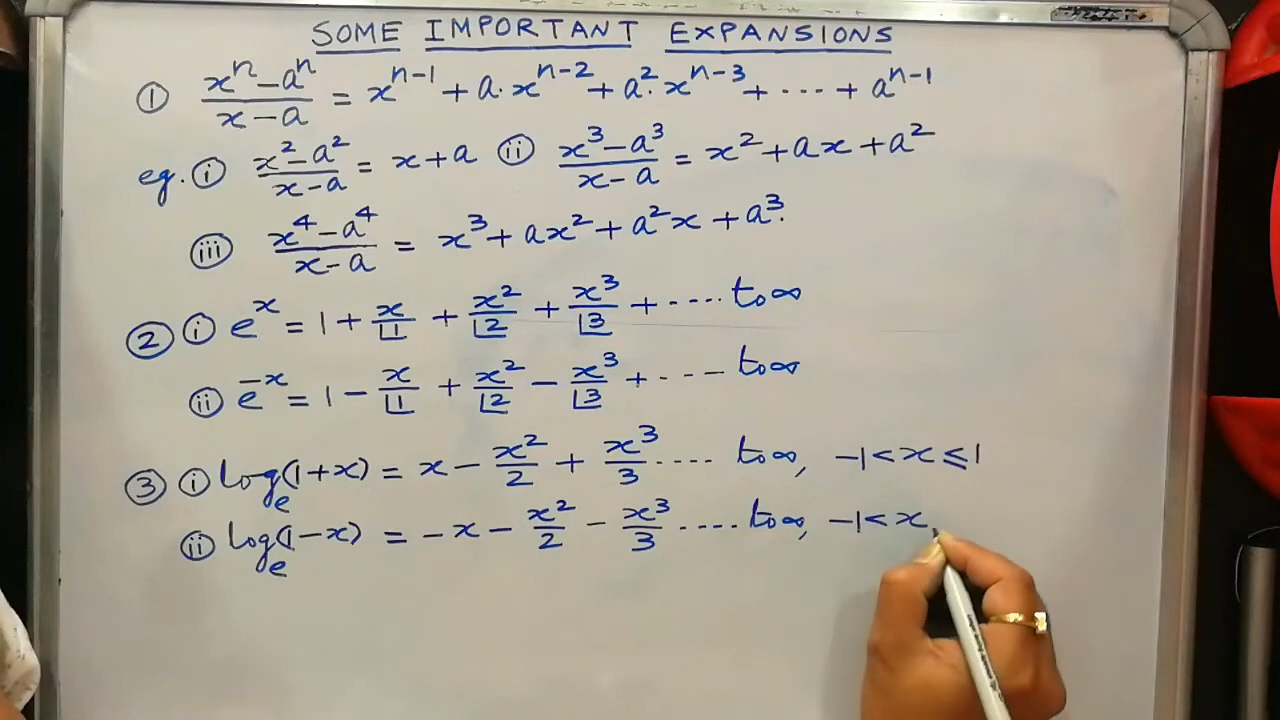 SOME IMPORTANT EXPANSIONS
① (xⁿ − aⁿ)/(x − a) = xⁿ⁻¹ + a·xⁿ⁻² + a²·xⁿ⁻³ + ···· + aⁿ⁻¹
eg. ⓘ (x² − a²)/(x − a) = x + a ⓘⓘ (x³ − a³)/(x − a) = x² + ax + a²
ⓘⓘⓘ (x⁴ − a⁴)/(x − a) = x³ + ax² + a²x + a³.
② ⓘ eˣ = 1 + x/|̲1 + x²/|̲2 + x³/|̲3 + ····· to ∞
ⓘⓘ e⁻ˣ = 1 − x/|̲1 + x²/|̲2 − x³/|̲3 + ···· to ∞
③ ⓘ logₑ(1+x) = x − x²/2 + x³/3 ····· to ∞, −1 < x ≤ 1
ⓘⓘ logₑ(1−x) = −x − x²/2 − x³/3 ····· to ∞, −1 < x